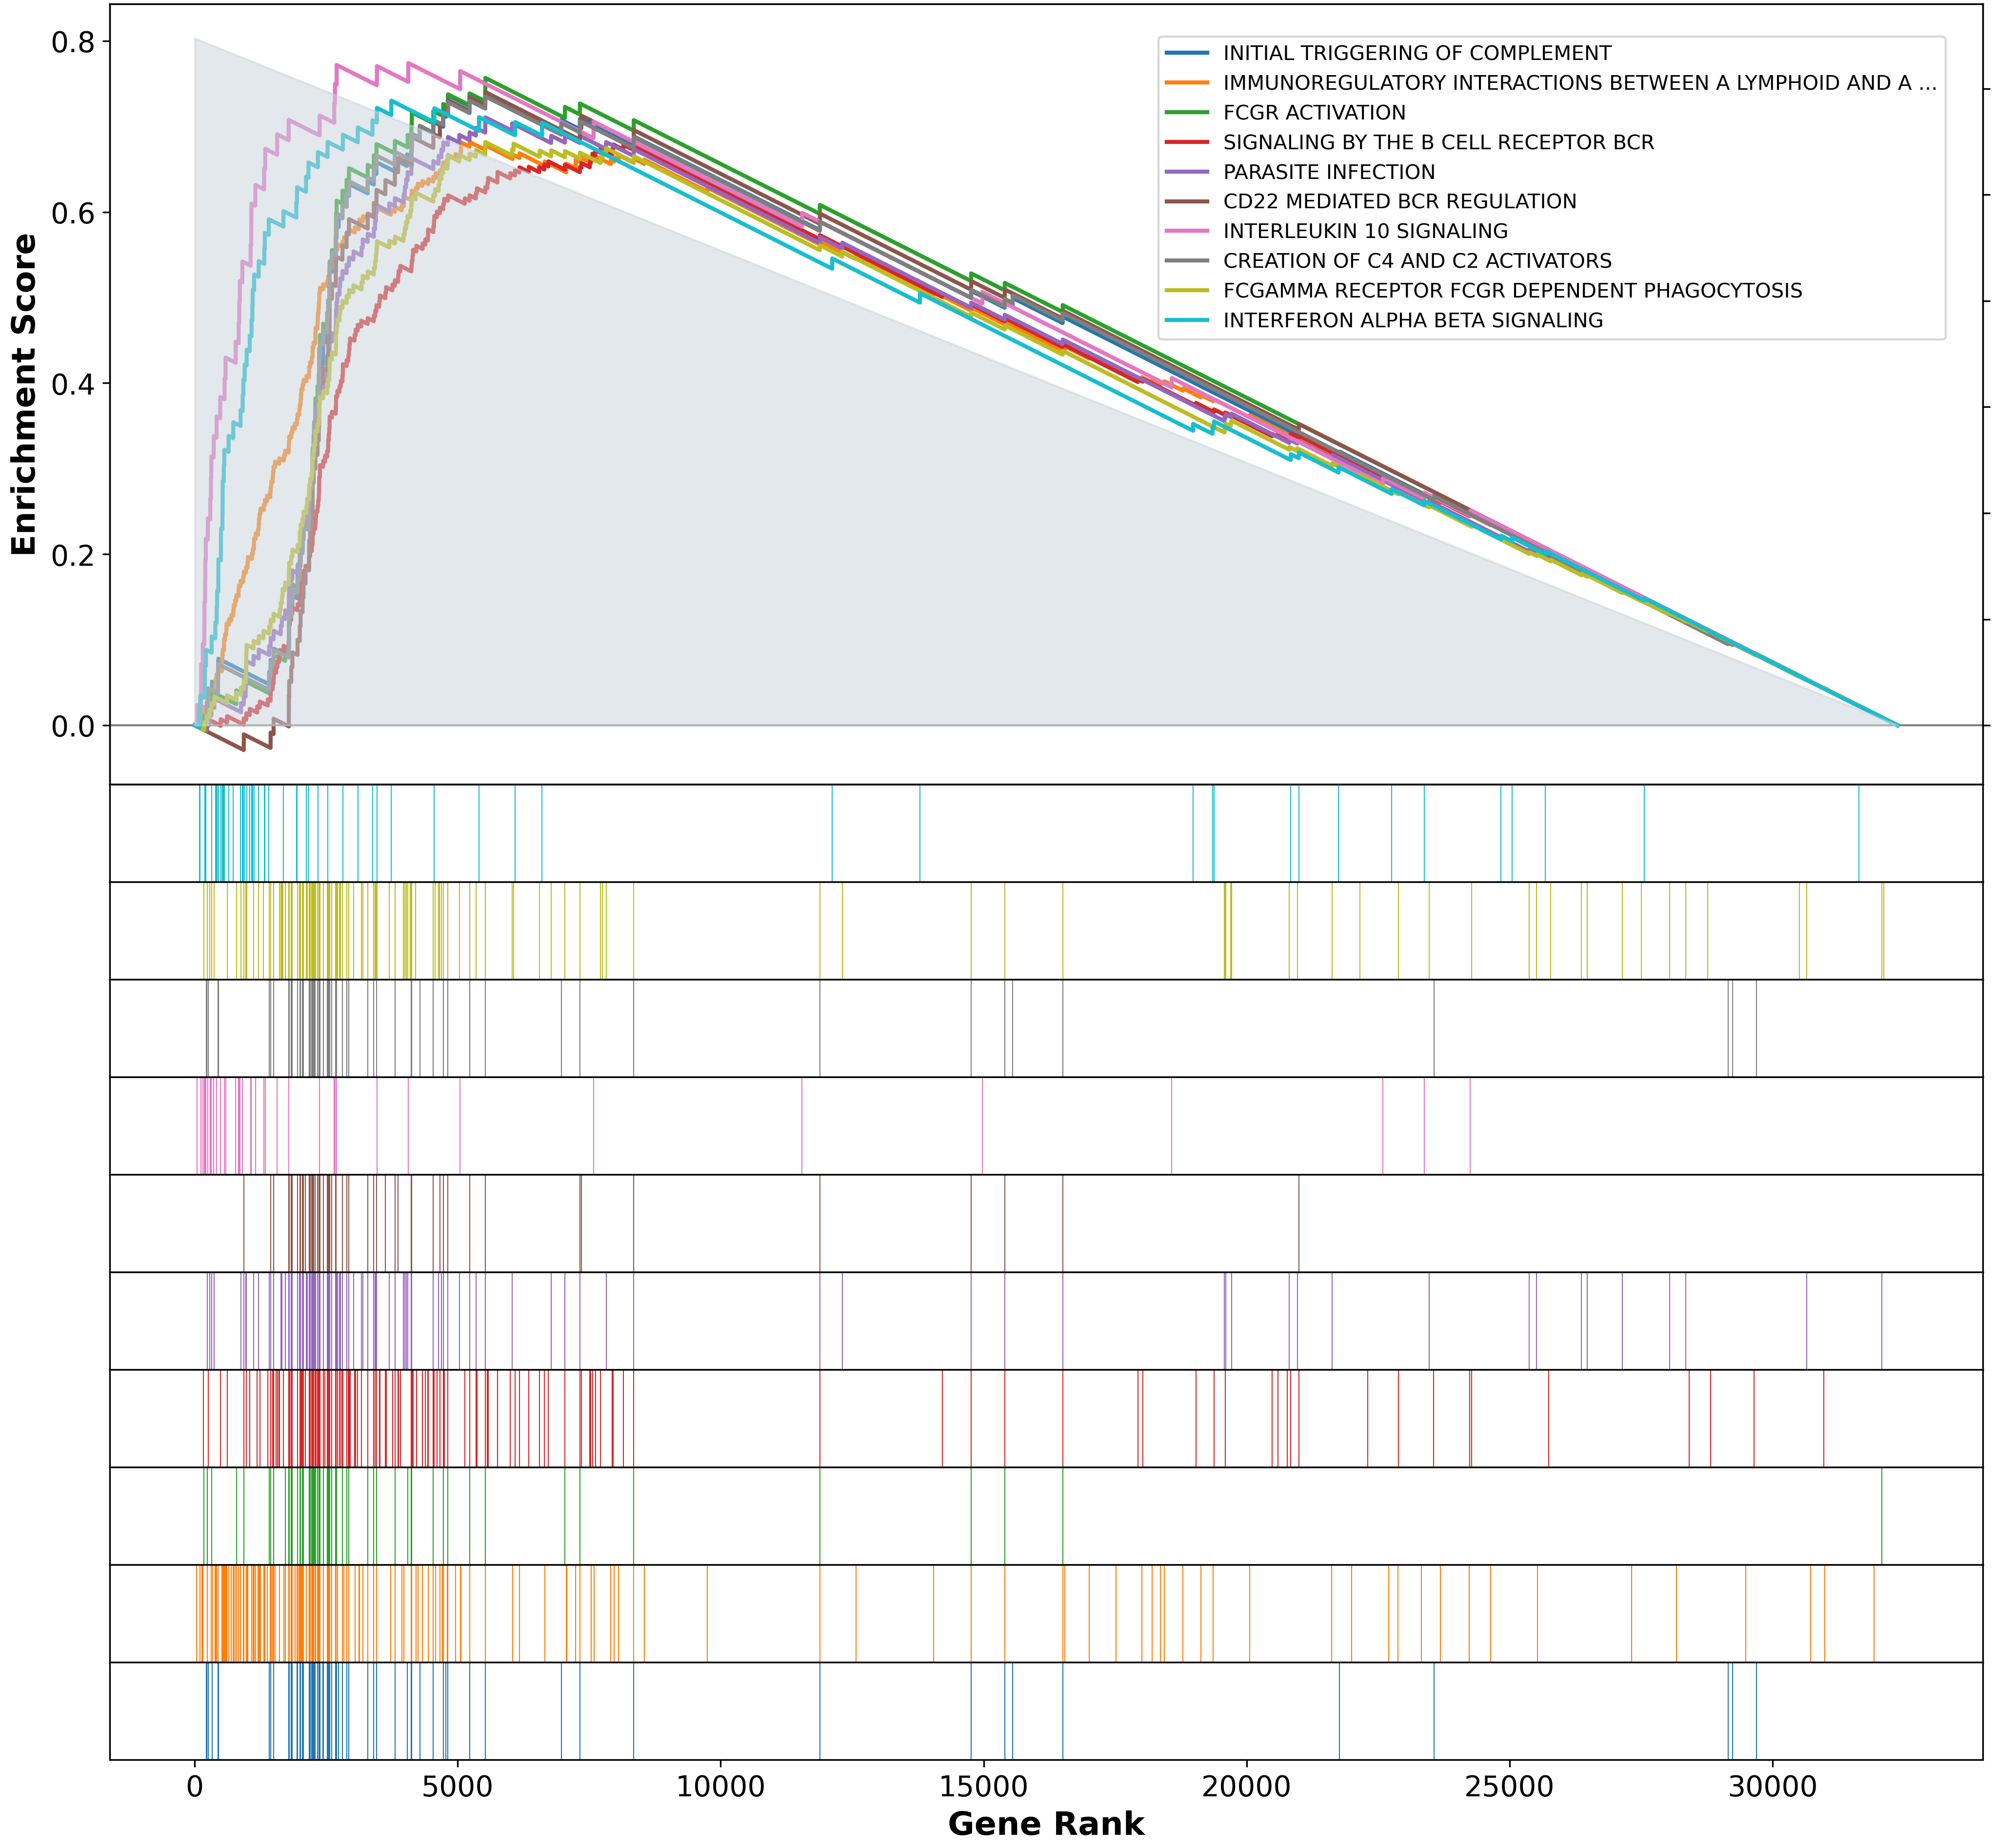 0.8
0.6
0.4
0.2
0.0
Enrichment Score
INITIAL TRIGGERING OF COMPLEMENT
IMMUNOREGULATORY INTERACTIONS BETWEEN A LYMPHOID AND A ...
FCGR ACTIVATION
SIGNALING BY THE B CELL RECEPTOR BCR
PARASITE INFECTION
CD22 MEDIATED BCR REGULATION
INTERLEUKIN 10 SIGNALING
CREATION OF C4 AND C2 ACTIVATORS
FCGAMMA RECEPTOR FCGR DEPENDENT PHAGOCYTOSIS
INTERFERON ALPHA BETA SIGNALING
0 5000 10000 15000 20000 25000 30000
Gene Rank